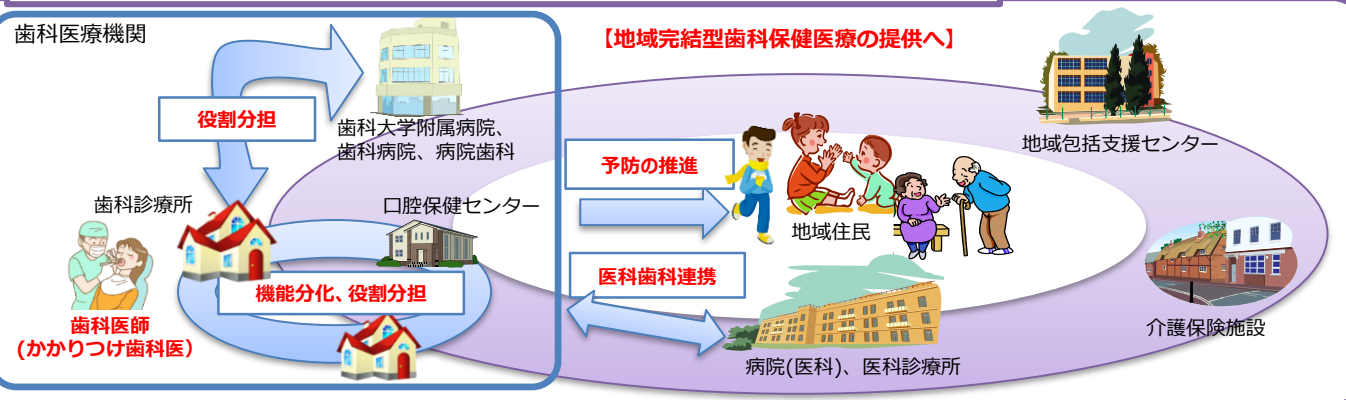 歯科医療機関
【地域完結型歯科保健医療の提供へ】
役割分担
歯科大学附属病院、
歯科病院、病院歯科
地域包括支援センター
予防の推進
歯科診療所
口腔保健センター
地域住民
医科歯科連携
機能分化、役割分担
歯科医師
(かかりつけ歯科医)
介護保険施設
病院(医科)、医科診療所